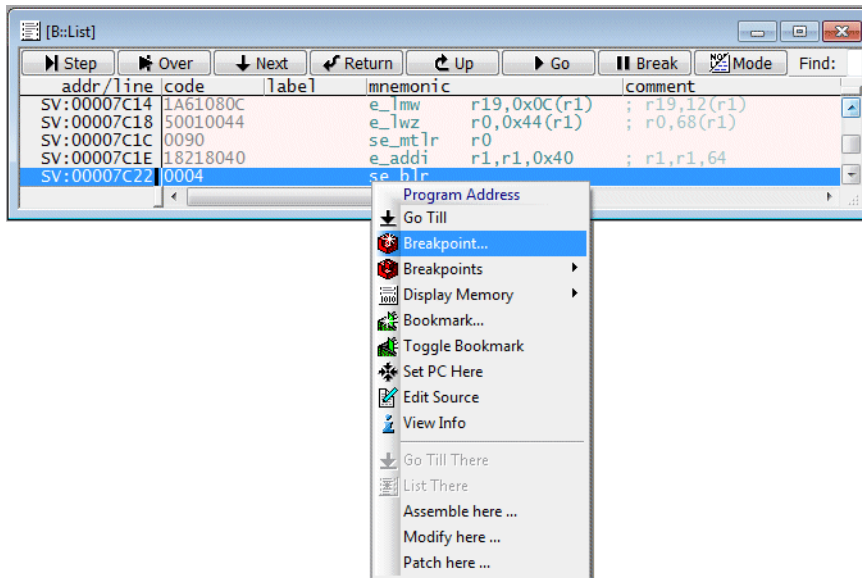 [B::List]
Step Over Next Return Up Go Break Mode Find:
addr/line code label mnemonic comment
SV:00007C14 1A61080C e_lmw r19,0x0C(r1) ; r19,12(r1)
SV:00007C18 50010044 e_lwz r0,0x44(r1) ; r0,68(r1)
SV:00007C1C 0090 se_mtlr r0
SV:00007C1E 18218040 e_addi r1,r1,0x40 ; r1,r1,64
SV:00007C22 0004 se_blr
Program Address
Go Till
Breakpoint...
Breakpoints
Display Memory
Bookmark...
Toggle Bookmark
Set PC Here
Edit Source
View Info
Go Till There
List There
Assemble here ...
Modify here ...
Patch here ...